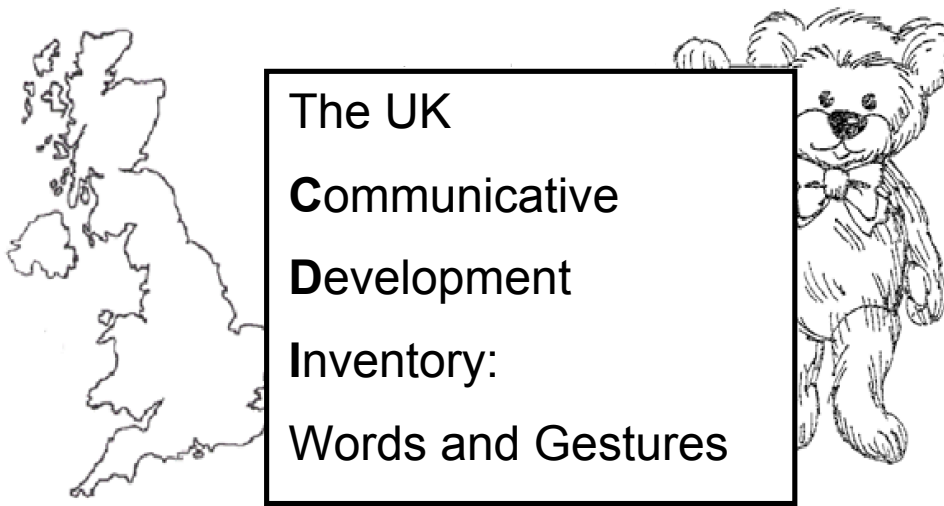 The UK
Communicative
Development
Inventory:
Words and Gestures